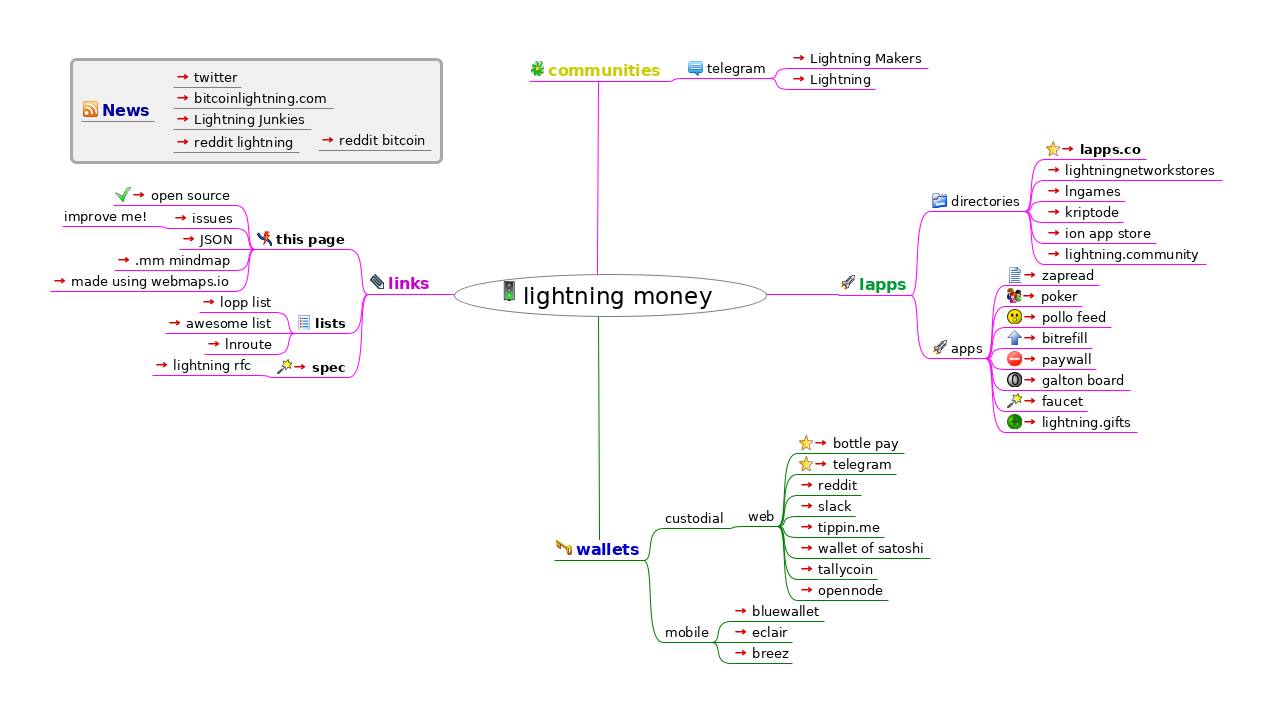 News
twitter
bitcoinlightning.com
Lightning Junkies
reddit lightning
reddit bitcoin
communities
telegram
Lightning Makers
Lightning
lightning money
links
this page
open source
issues
improve me!
JSON
.mm mindmap
made using webmaps.io
lists
lopp list
awesome list
lnroute
spec
lightning rfc
lapps
directories
lapps.co
lightningnetworkstores
lngames
kriptode
ion app store
lightning.community
apps
zapread
poker
pollo feed
bitrefill
paywall
galton board
faucet
lightning.gifts
wallets
custodial
web
bottle pay
telegram
reddit
slack
tippin.me
wallet of satoshi
tallycoin
opennode
mobile
bluewallet
eclair
breez